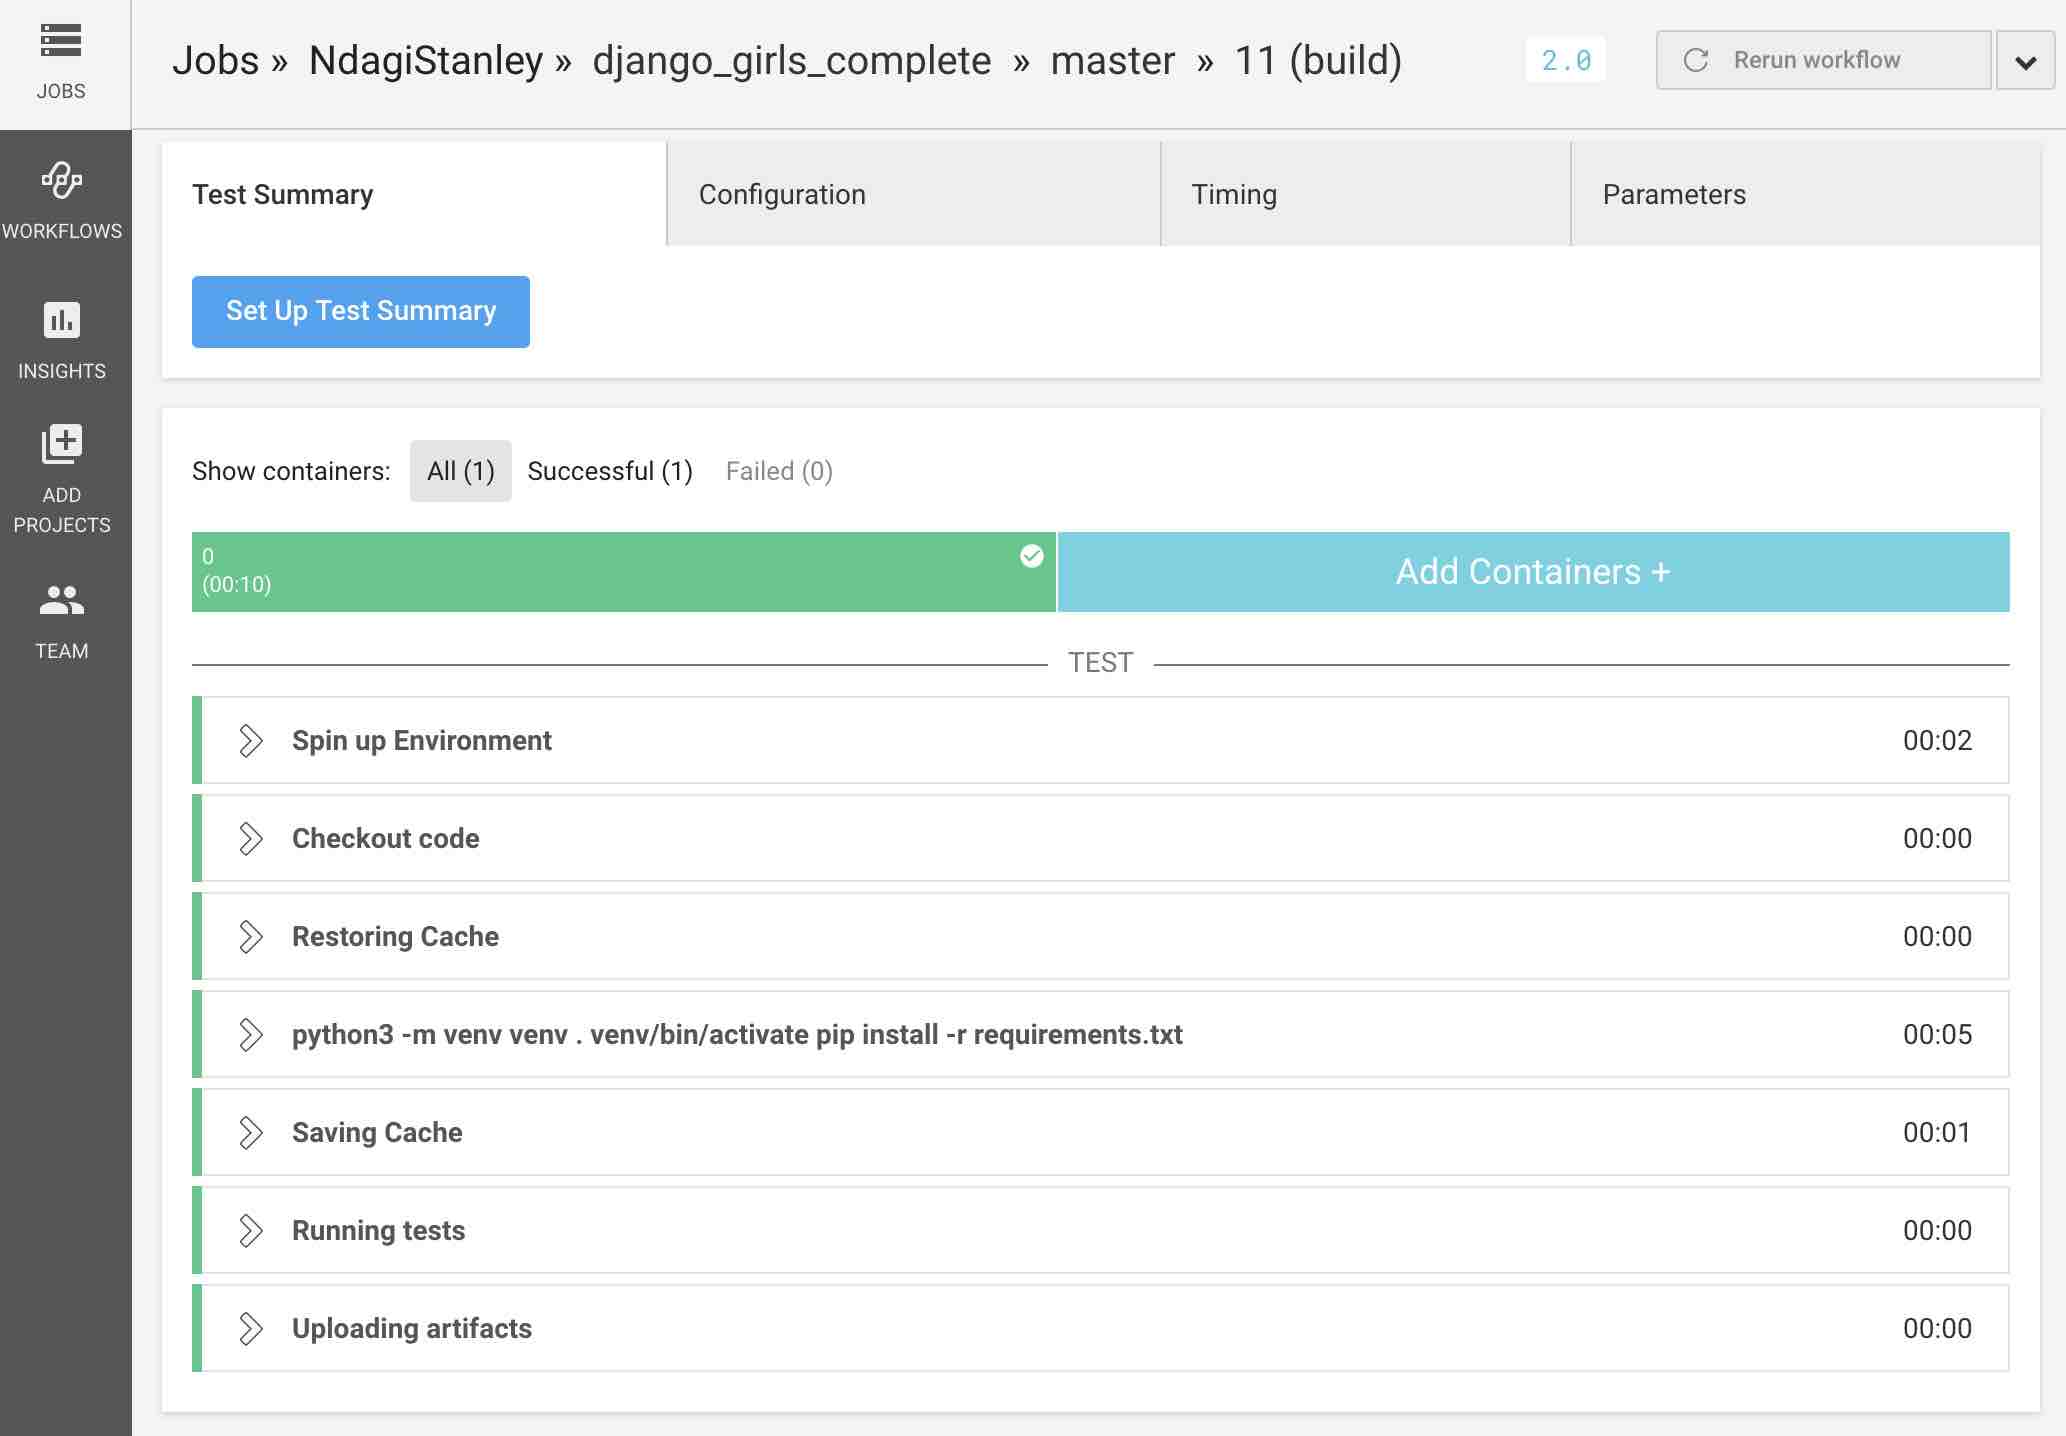 JOBS
WORKFLOWS
INSIGHTS
ADD
PROJECTS
TEAM
Jobs » NdagiStanley » django_girls_complete » master » 11 (build)
2.0
Rerun workflow
Test Summary
Configuration
Timing
Parameters
Set Up Test Summary
Show containers: All (1) Successful (1) Failed (0)
0
(00:10)
Add Containers +
TEST
Spin up Environment 00:02
Checkout code 00:00
Restoring Cache 00:00
python3 -m venv venv . venv/bin/activate pip install -r requirements.txt 00:05
Saving Cache 00:01
Running tests 00:00
Uploading artifacts 00:00